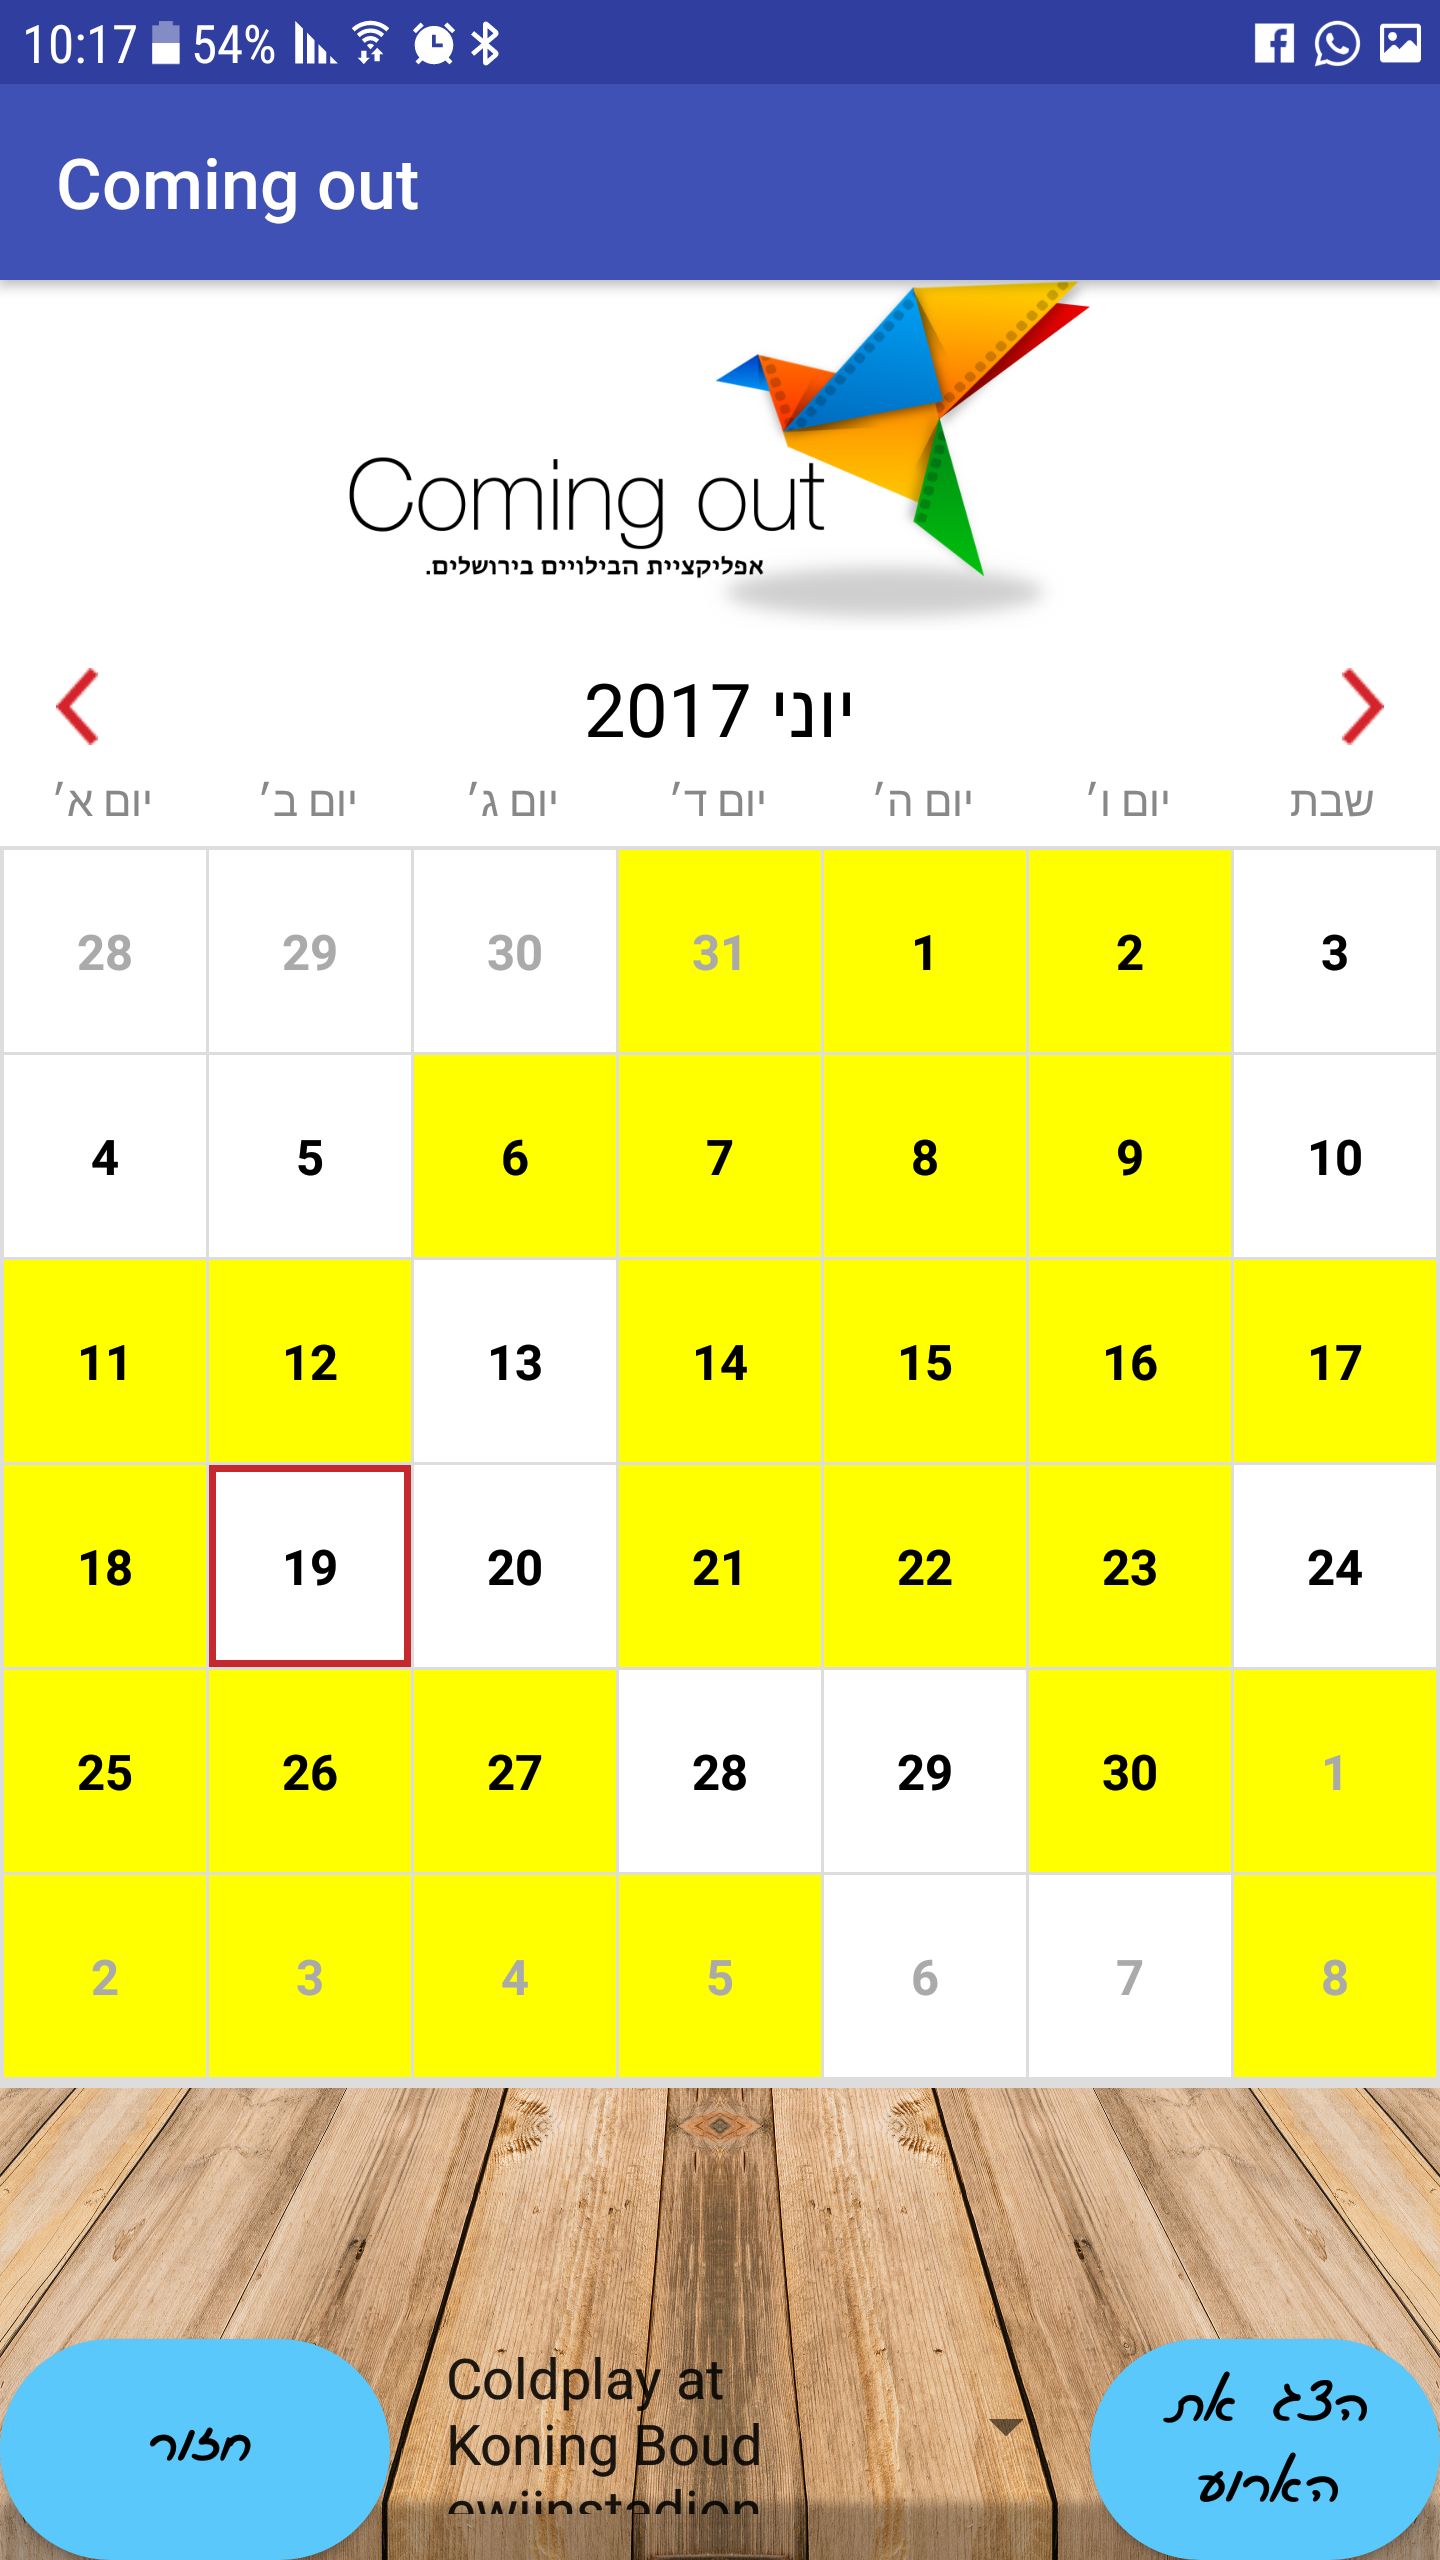 10:17 54%
Coming out
Coming out
אפליקציית הבילויים בירושלים.
יוני 2017
יום א׳ יום ב׳ יום ג׳ יום ד׳ יום ה׳ יום ו׳ שבת
28 29 30 31 1 2 3
4 5 6 7 8 9 10
11 12 13 14 15 16 17
18 19 20 21 22 23 24
25 26 27 28 29 30 1
2 3 4 5 6 7 8
חזור
Coldplay at
Koning Boud
ewijnstadion
הצג את
הארוע